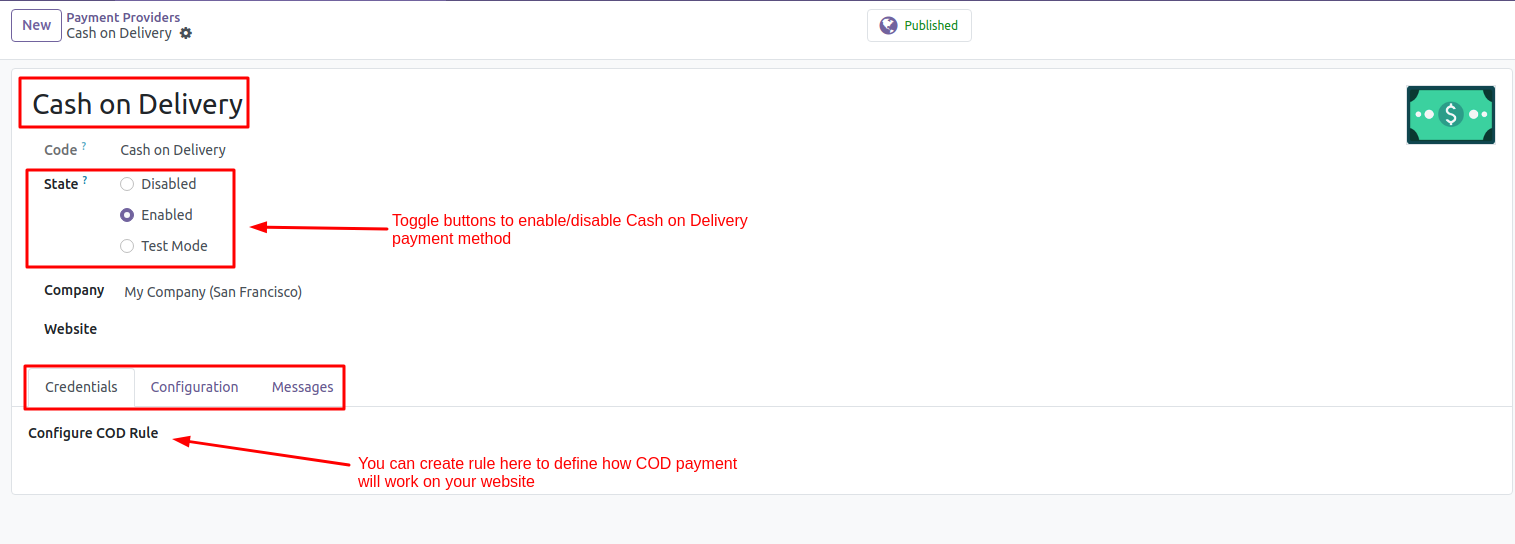 New
Payment Providers
Cash on Delivery
Published
Cash on Delivery
$
Code ?
Cash on Delivery
State ?
Disabled
Enabled
Test Mode
Toggle buttons to enable/disable Cash on Delivery
payment method
Company
My Company (San Francisco)
Website
Credentials
Configuration
Messages
Configure COD Rule
You can create rule here to define how COD payment
will work on your website